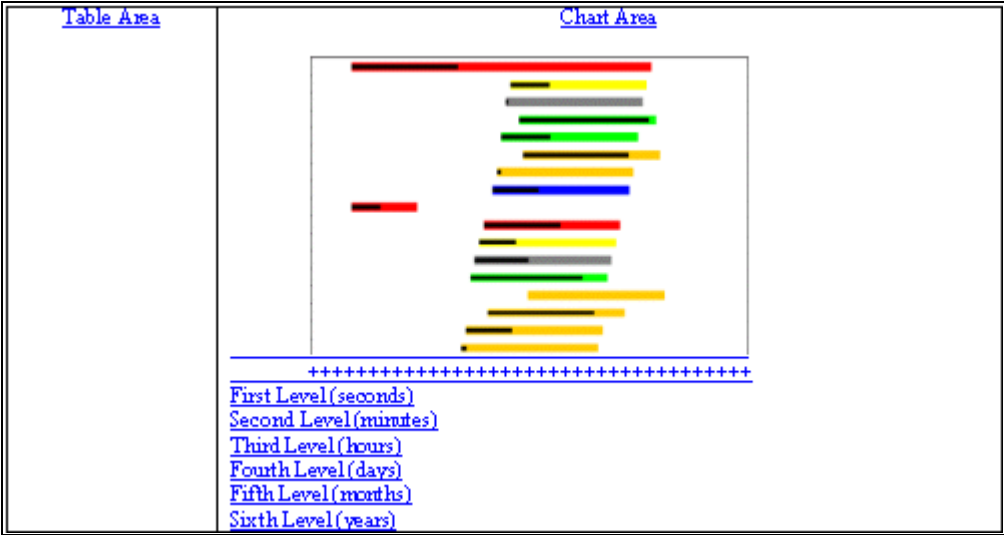 Table Area
Chart Area
+++++++++++++++++++++++++++++++++++++
First Level (seconds)
Second Level (minutes)
Third Level (hours)
Fourth Level (days)
Fifth Level (months)
Sixth Level (years)